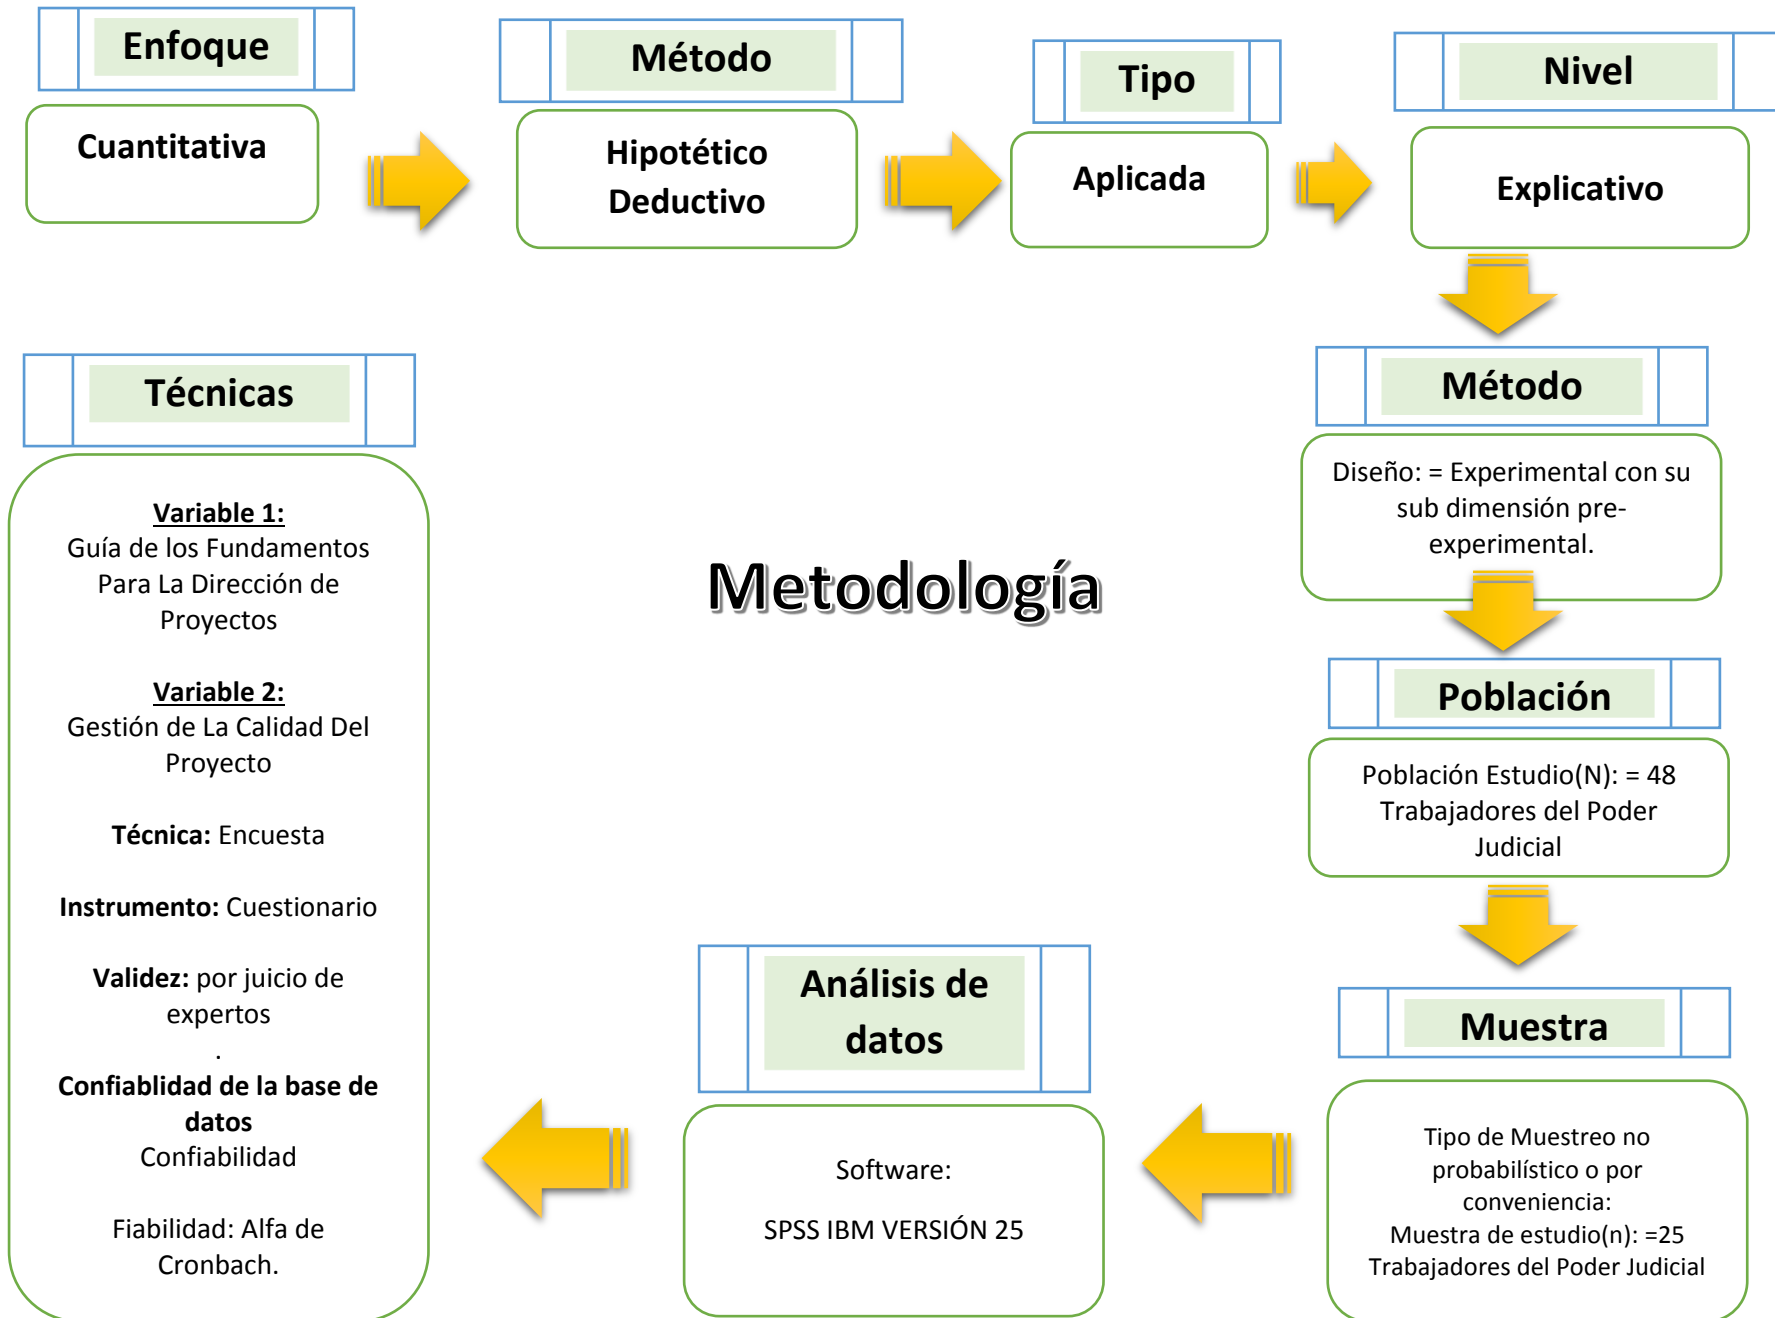 Enfoque
Cuantitativa
Método
Hipotético
Deductivo
Tipo
Aplicada
Nivel
Explicativo
Método
Diseño: = Experimental con su
sub dimensión pre-
experimental.
Población
Población Estudio(N): = 48
Trabajadores del Poder
Judicial
Muestra
Tipo de Muestreo no
probabilístico o por
conveniencia:
Muestra de estudio(n): =25
Trabajadores del Poder Judicial
Análisis de
datos
Software:
SPSS IBM VERSIÓN 25
Técnicas
Variable 1:
Guía de los Fundamentos
Para La Dirección de
Proyectos
Variable 2:
Gestión de La Calidad Del
Proyecto
Técnica: Encuesta
Instrumento: Cuestionario
Validez: por juicio de
expertos
.
Confiablidad de la base de
datos
Confiabilidad
Fiabilidad: Alfa de
Cronbach.
Metodología